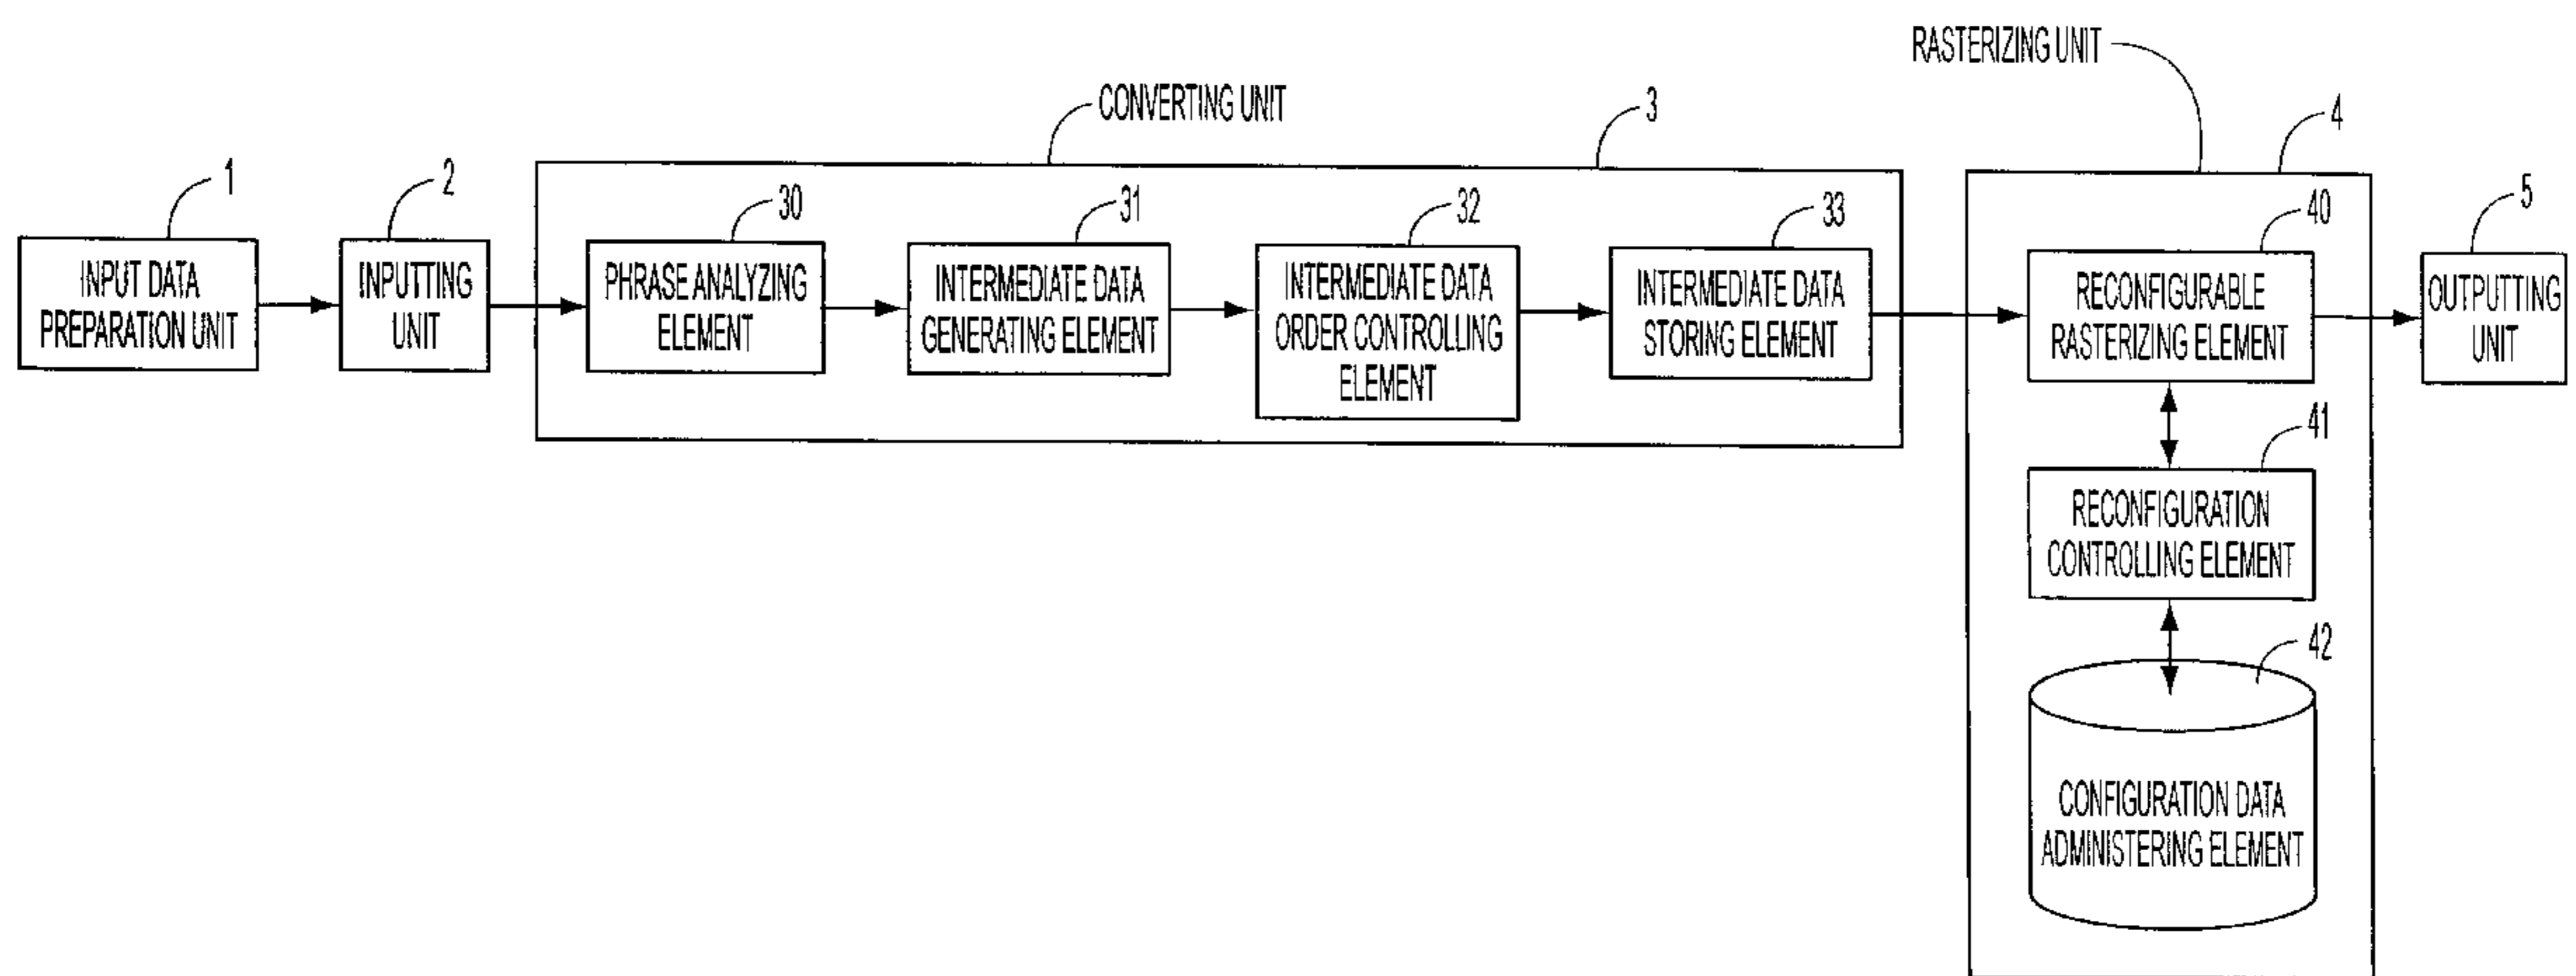 RASTERIZING UNIT
CONVERTING UNIT
3
4
1
2
30
31
32
33
40
5
INPUT DATA
PREPARATION UNIT
INPUTTING
UNIT
PHRASE ANALYZING
ELEMENT
INTERMEDIATE DATA
GENERATING ELEMENT
INTERMEDIATE DATA
ORDER CONTROLLING
ELEMENT
INTERMEDIATE DATA
STORING ELEMENT
RECONFIGURABLE
RASTERIZING ELEMENT
OUTPUTTING
UNIT
41
RECONFIGURATION
CONTROLLING ELEMENT
42
CONFIGURATION DATA
ADMINISTERING ELEMENT